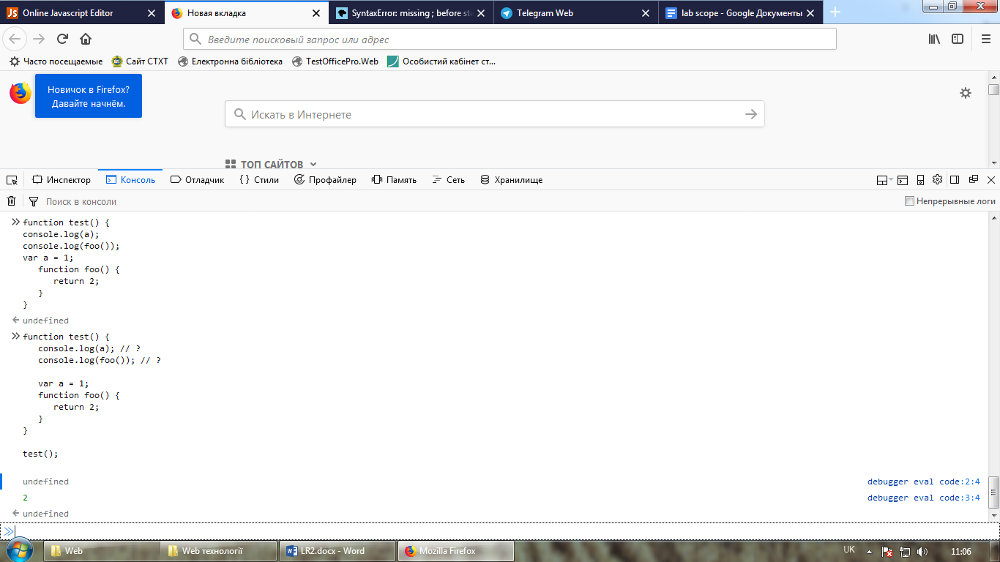 Online Javascript Editor
Новая вкладка
SyntaxError: missing ; before sta
Telegram Web
lab scope - Google Документы
Введите поисковый запрос или адрес
Часто посещаемые
Сайт СТХТ
Електронна бібліотека
TestOfficePro.Web
Особистий кабінет ст...
Новичок в Firefox?
Давайте начнём.
Искать в Интернете
ТОП САЙТОВ
Инспектор
Консоль
Отладчик
Стили
Профайлер
Память
Сеть
Хранилище
Поиск в консоли
Непрерывные логи
function test() {
console.log(a);
console.log(foo());
var a = 1;
function foo() {
return 2;
}
}
undefined
function test() {
console.log(a); // ?
console.log(foo()); // ?
var a = 1;
function foo() {
return 2;
}
}
test();
undefined debugger eval code:2:4
2 debugger eval code:3:4
undefined
Web
Web технології
LR2.docx - Word
Mozilla Firefox
UK
11:06